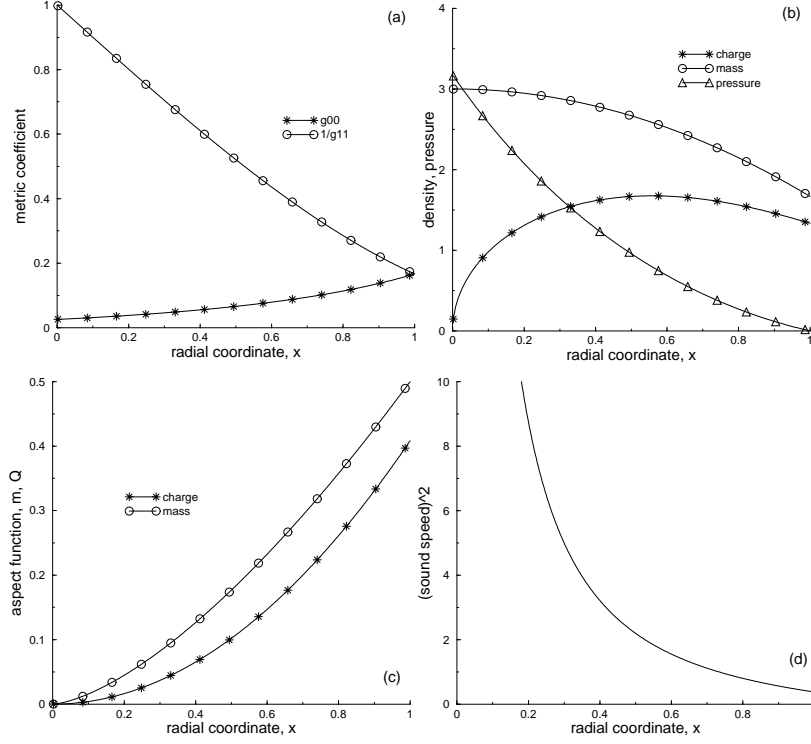 (a)
metric coefficient
1
0.8
0.6
0.4
0.2
0
g00
1/g11
0
0.2
0.4
0.6
0.8
1
radial coordinate, x
(b)
density, pressure
4
3
2
1
0
charge
mass
pressure
0
0.2
0.4
0.6
0.8
1
radial coordinate, x
aspect function, m, Q
0.5
0.4
0.3
0.2
0.1
0
charge
mass
(c)
0
0.2
0.4
0.6
0.8
1
radial coordinate, x
(sound speed)^2
10
8
6
4
2
0
(d)
0
0.2
0.4
0.6
0.8
1
radial coordinate, x